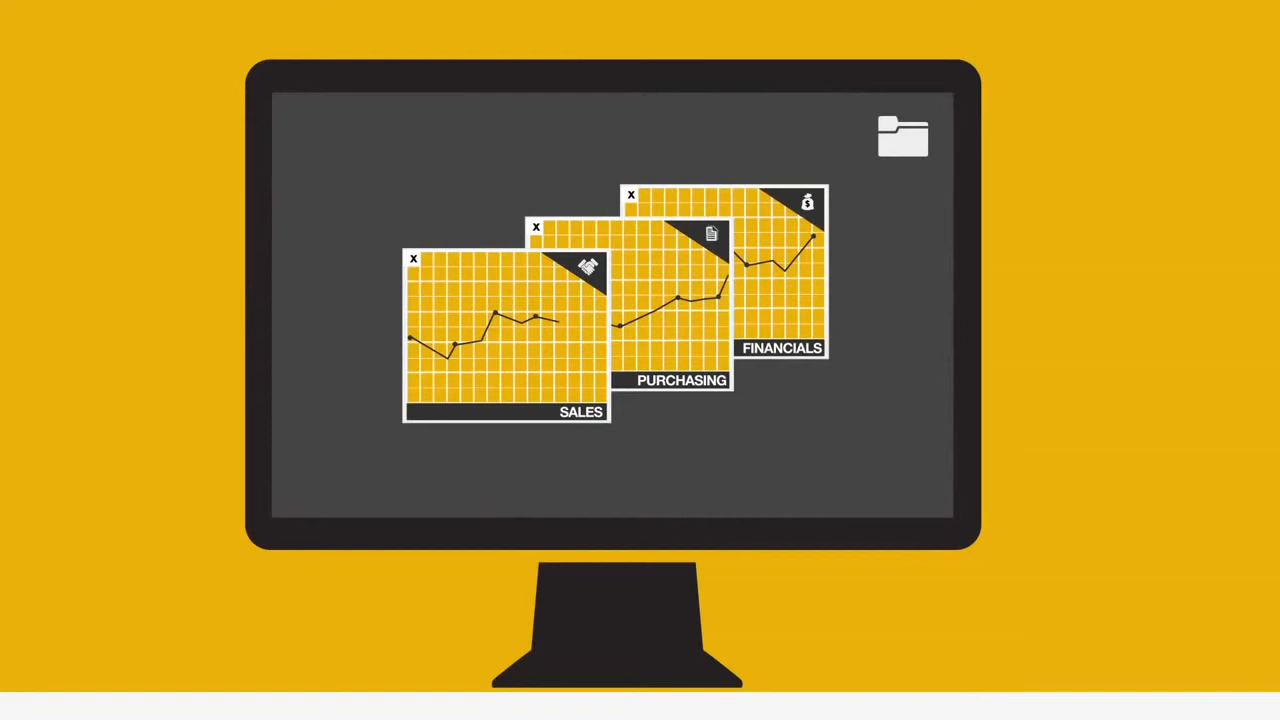 X
$
FINANCIALS
X
PURCHASING
X
SALES